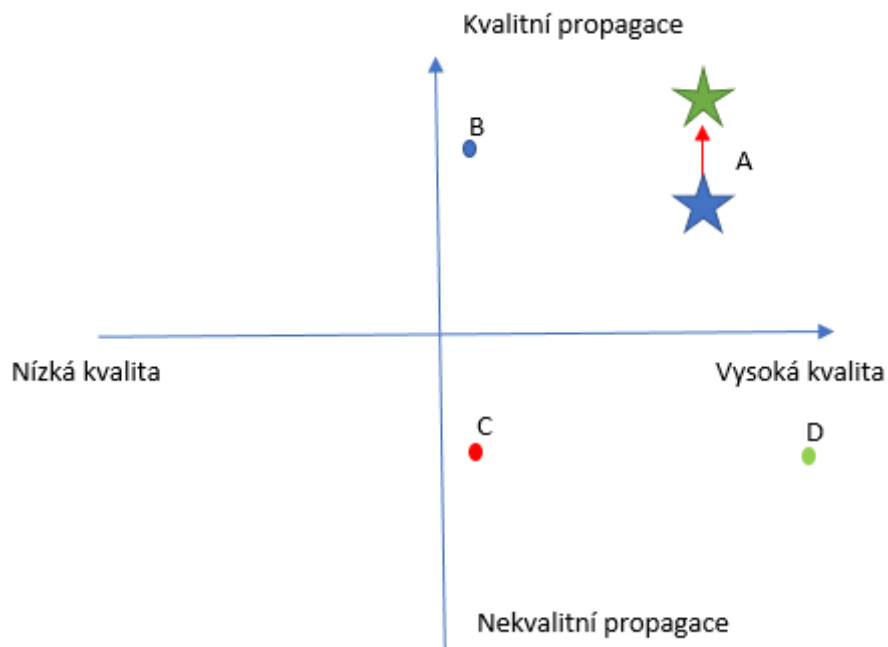 Kvalitní propagace
B
A
Nízká kvalita
Vysoká kvalita
C
D
Nekvalitní propagace